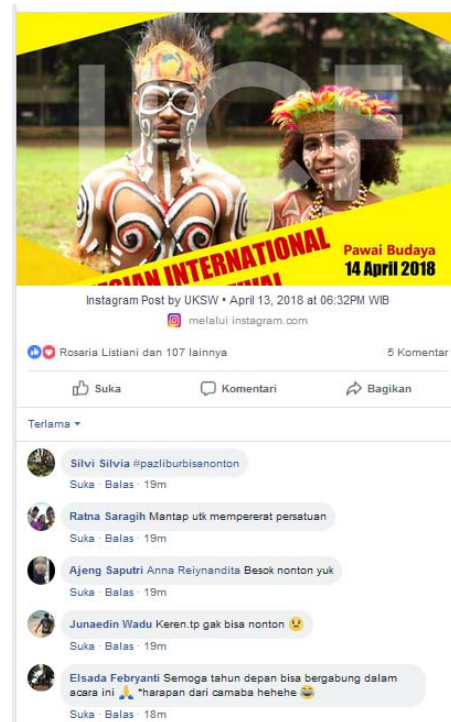 ICF
SIAN INTERNATIONAL
TIVAL
Pawai Budaya
14 April 2018
Instagram Post by UKSW • April 13, 2018 at 06:32PM WIB
melalui instagram.com
Rosaria Listiani dan 107 lainnya
5 Komentar
Suka
Komentari
Bagikan
Terlama
Silvi Silvia #pazliburbisanonton
Suka · Balas · 19m
Ratna Saragih Mantap utk mempererat persatuan
Suka · Balas · 19m
Ajeng Saputri Anna Reiynandita Besok nonton yuk
Suka · Balas · 19m
Junaedin Wadu Keren.tp gak bisa nonton 😟
Suka · Balas · 19m
Elsada Febryanti Semoga tahun depan bisa bergabung dalam
acara ini 🙏 *harapan dari camaba hehehe 😂
Suka · Balas · 18m